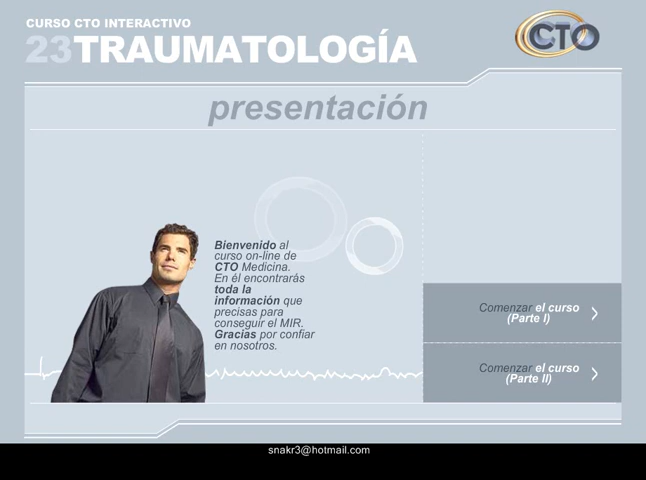 CURSO CTO INTERACTIVO
23TRAUMATOLOGÍA
CTO
presentación
Bienvenido al
curso on-line de
CTO Medicina.
En él encontrarás
toda la
información que
precisas para
conseguir el MIR.
Gracias por confiar
en nosotros.
Comenzar el curso
(Parte I)
Comenzar el curso
(Parte II)
snakr3@hotmail.com